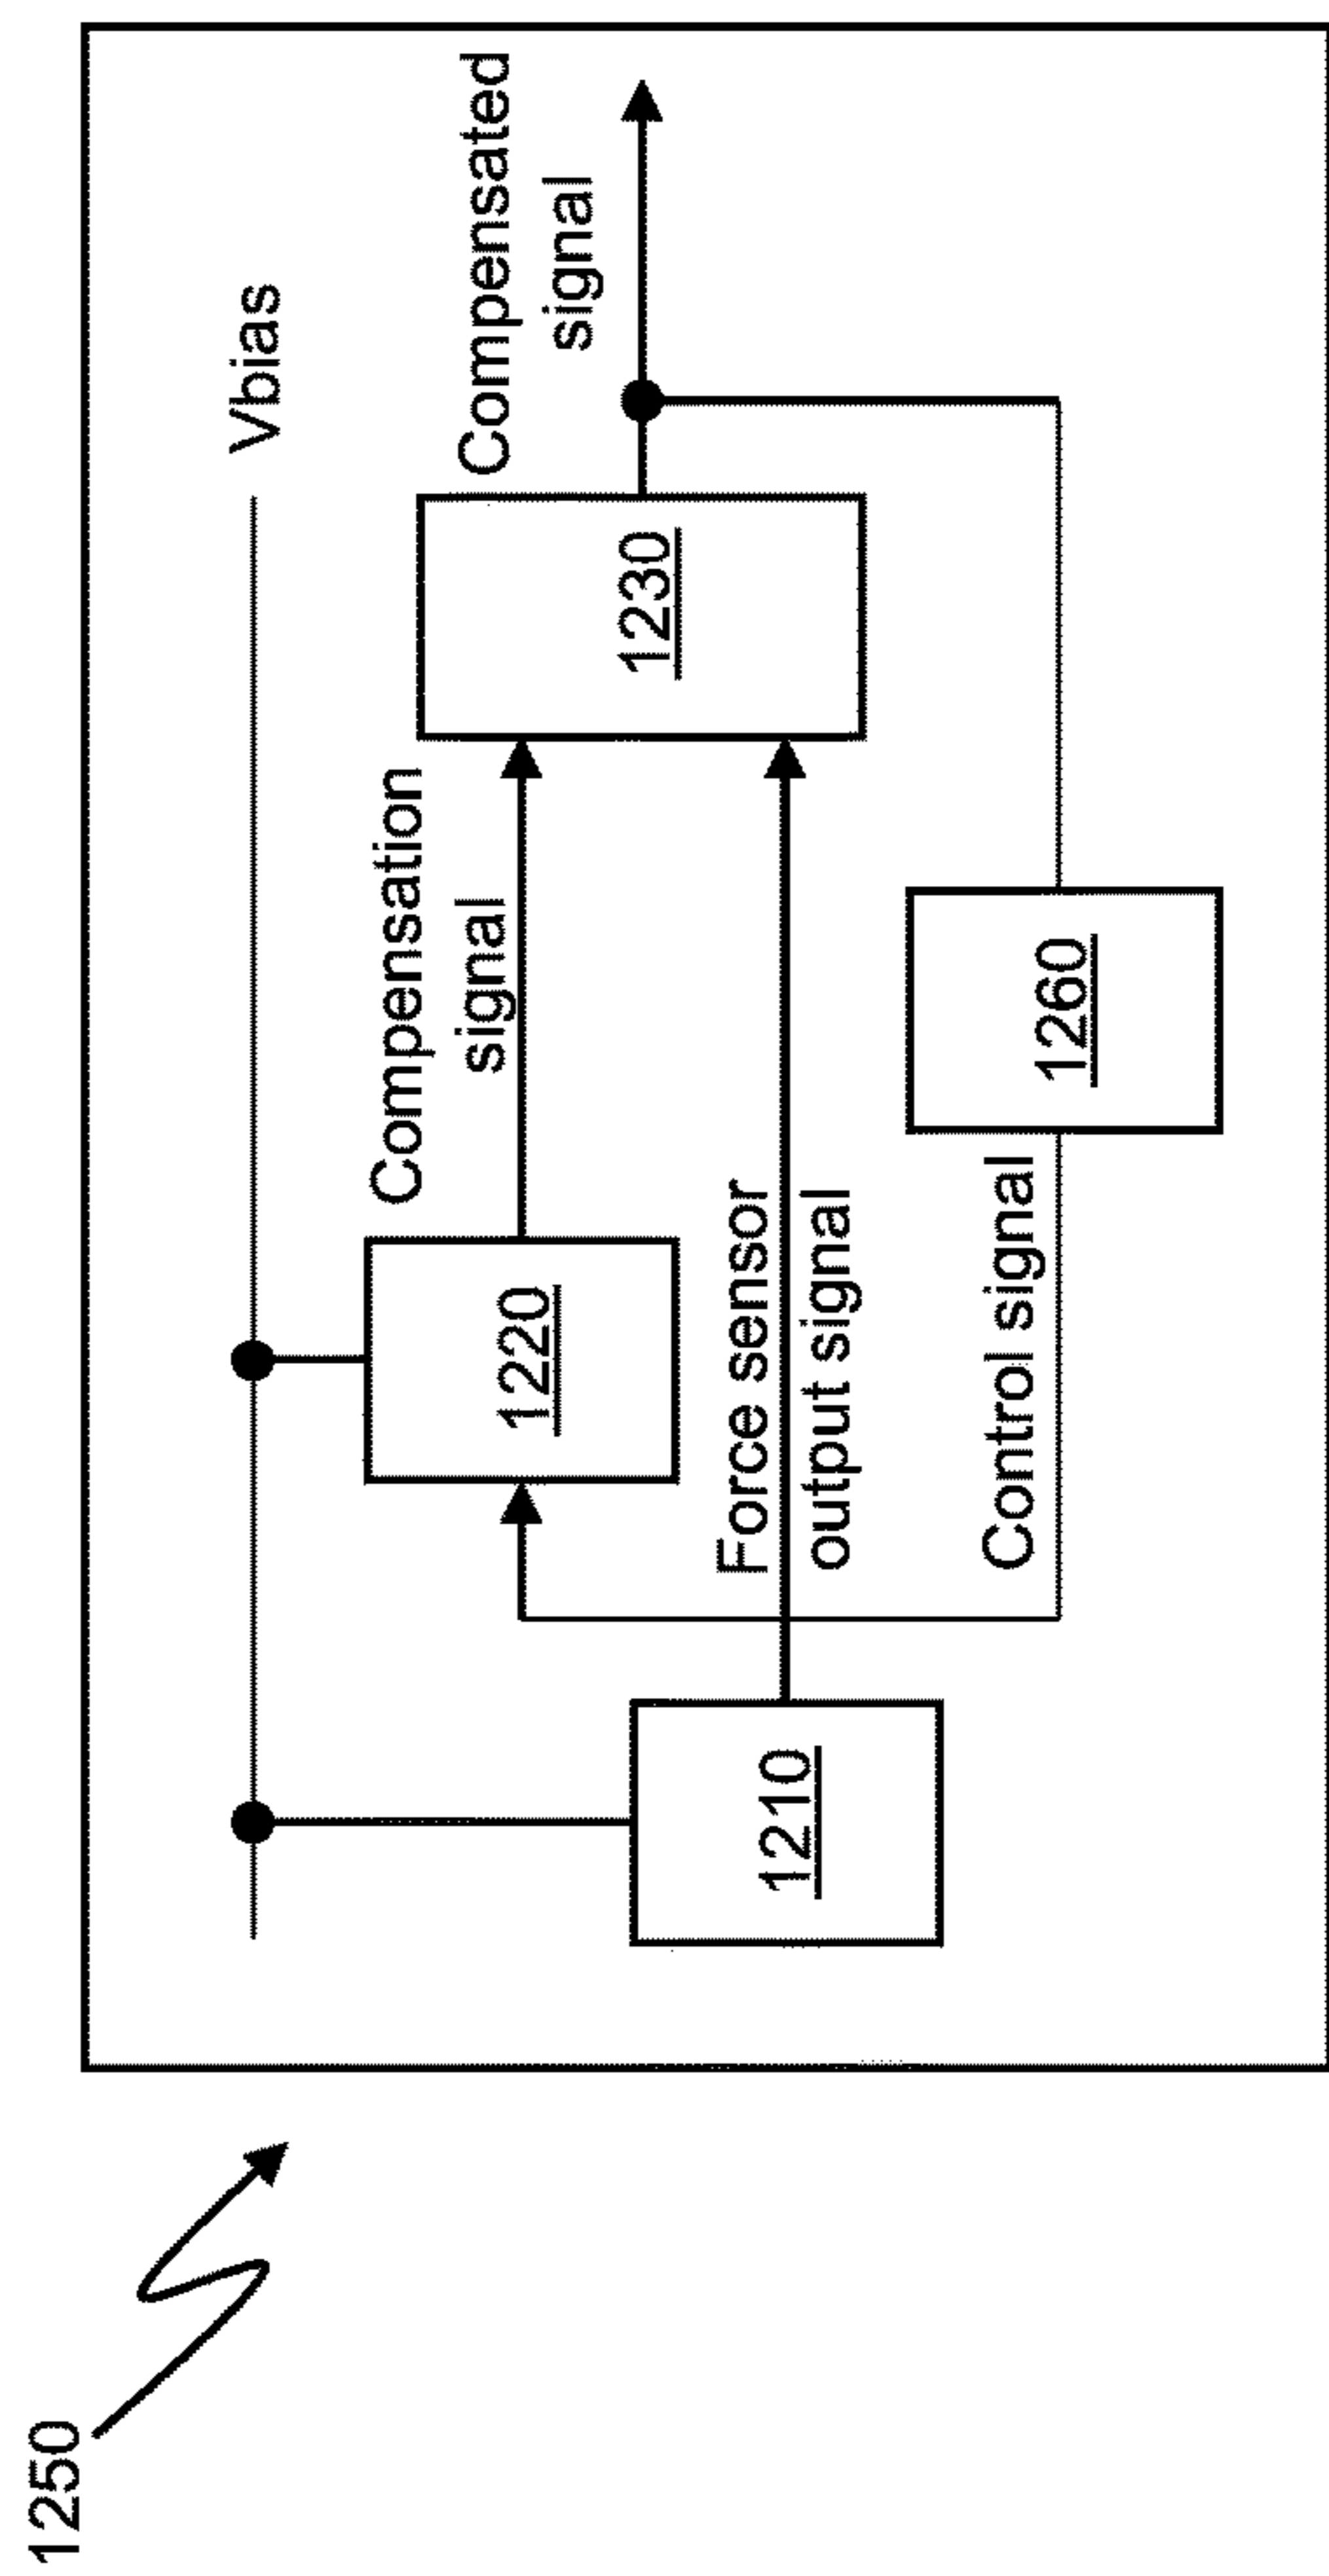 1250
Vbias
Compensated
signal
Compensation
signal
1230
1220
Force sensor
output signal
1210
Control signal
1260